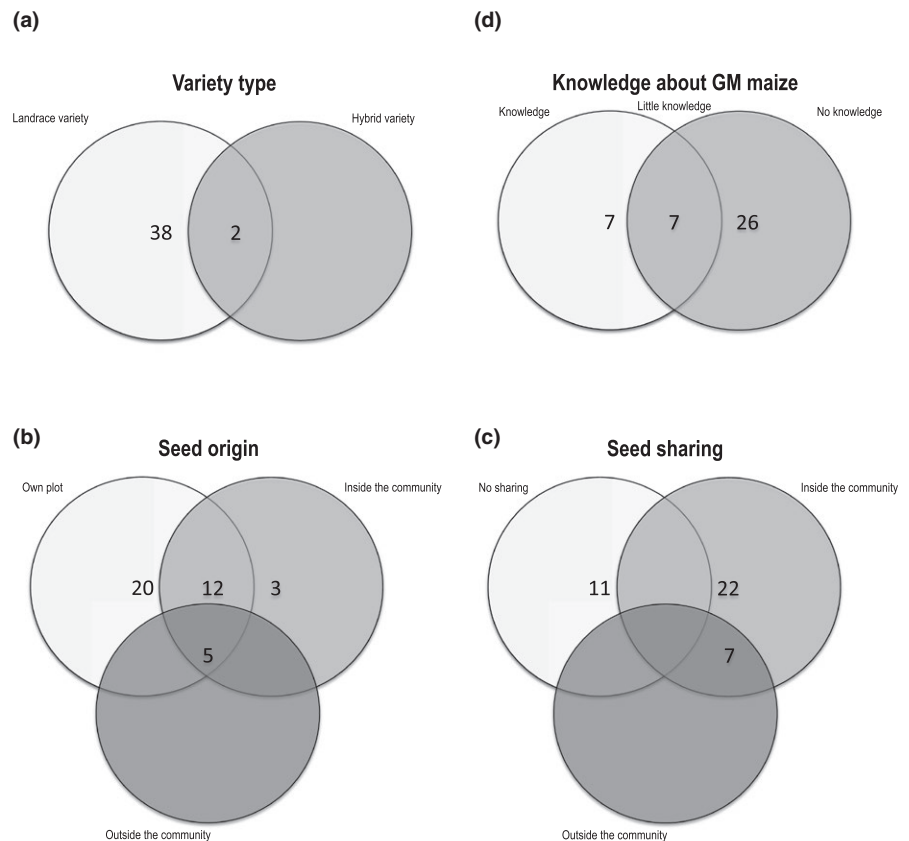 (a)
Variety type
Landrace variety
Hybrid variety
38
2
(d)
Knowledge about GM maize
Knowledge
Little knowledge
No knowledge
7
7
26
(b)
Seed origin
Own plot
Inside the community
20
12
3
5
Outside the community
(c)
Seed sharing
No sharing
Inside the community
11
22
7
Outside the community